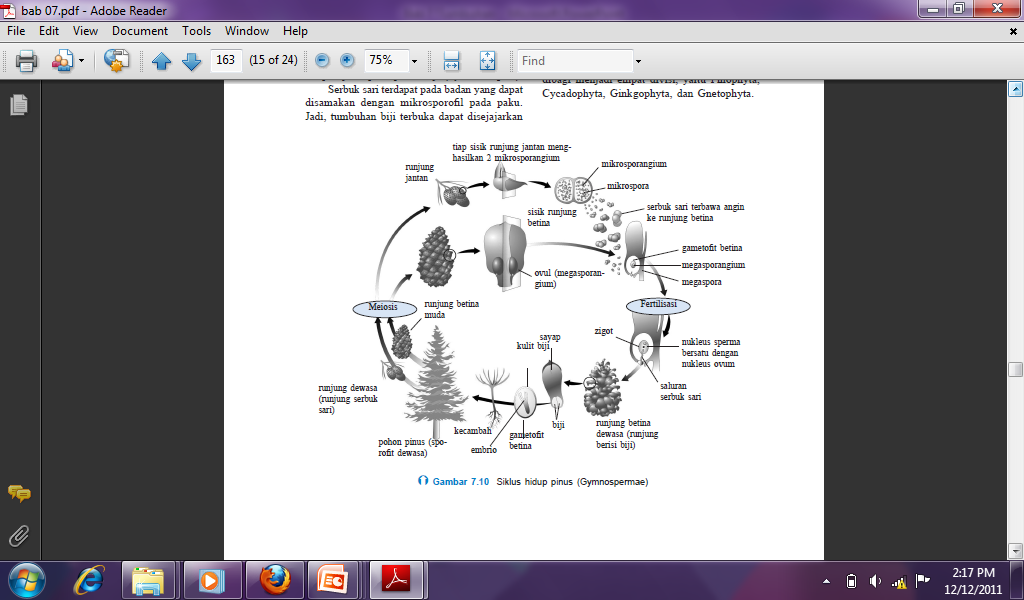 bab 07.pdf - Adobe Reader
File Edit View Document Tools Window Help
163 (15 of 24) 75% Find
Serbuk sari terdapat pada badan yang dapat
disamakan dengan mikrosporofil pada paku.
Jadi, tumbuhan biji terbuka dapat disejajarkan
dibagi menjadi empat divisi, yaitu Pinophyta,
Cycadophyta, Ginkgophyta, dan Gnetophyta.
tiap sisik runjung jantan meng-
hasilkan 2 mikrosporangium
runjung
jantan
mikrosporangium
mikrospora
serbuk sari terbawa angin
ke runjung betina
sisik runjung
betina
gametofit betina
megasporangium
megaspora
ovul (megasporan-
gium)
Meiosis
runjung betina
muda
Fertilisasi
zigot
nukleus sperma
bersatu dengan
nukleus ovum
saluran
serbuk sari
sayap
kulit biji
runjung dewasa
(runjung serbuk
sari)
pohon pinus (spo-
rofit dewasa)
kecambah
embrio
gametofit
betina
biji
runjung betina
dewasa (runjung
berisi biji)
Gambar 7.10 Siklus hidup pinus (Gymnospermae)
2:17 PM
12/12/2011